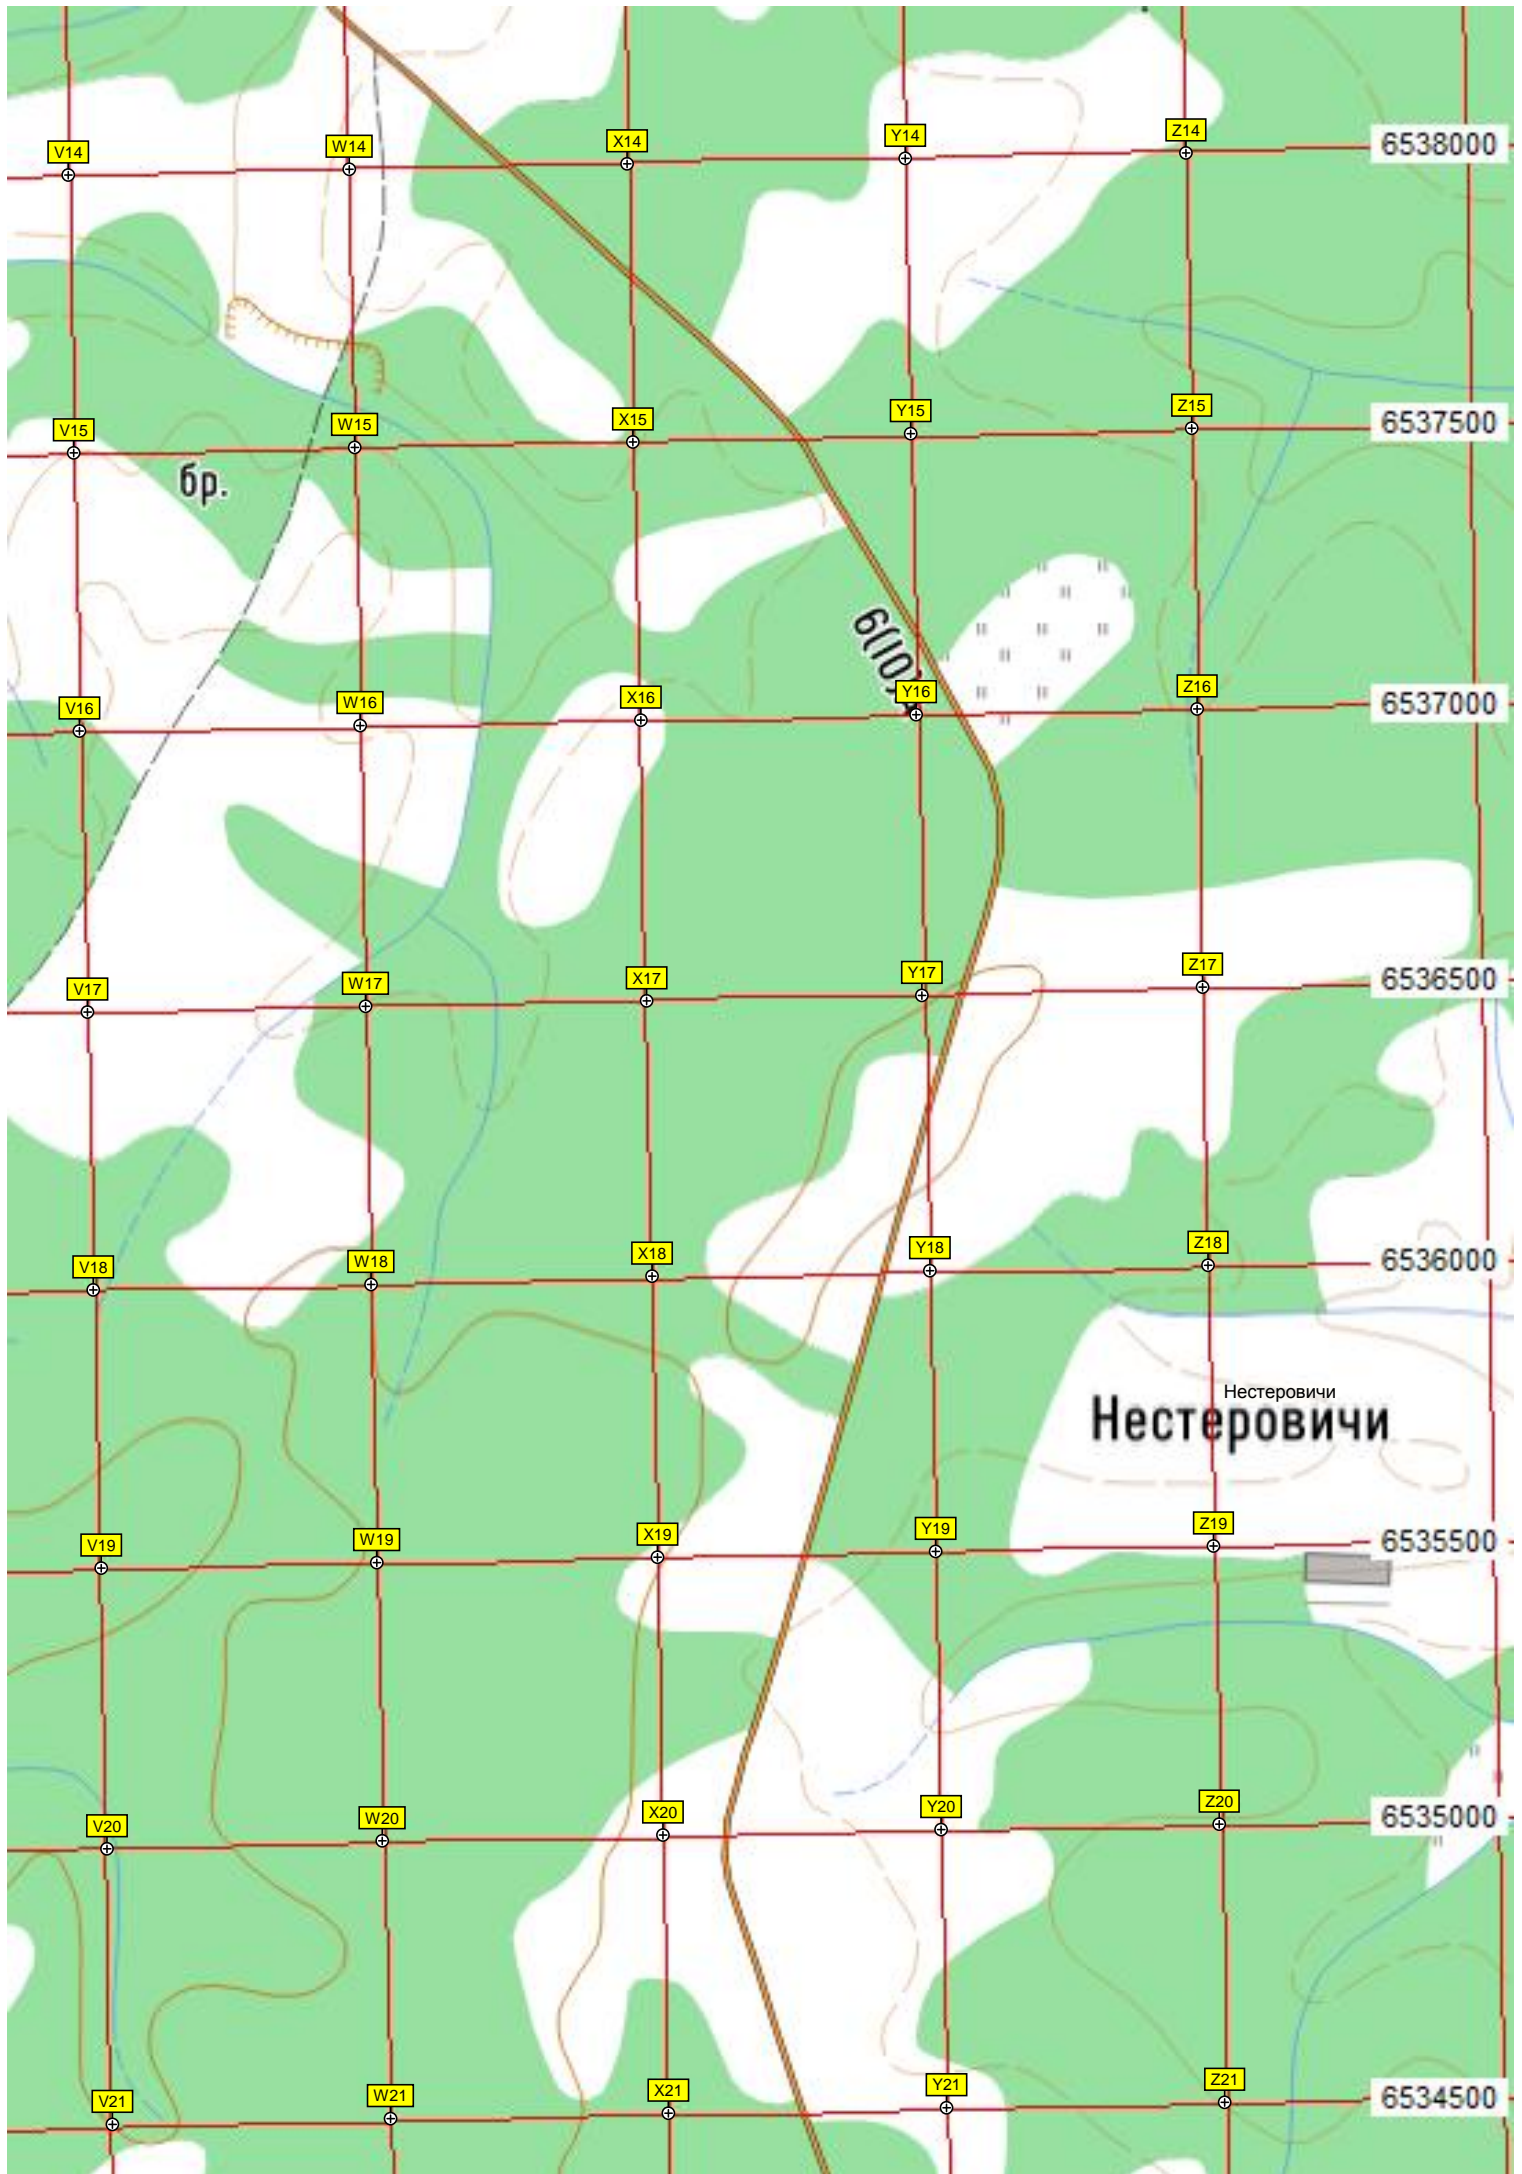 V14 W14 X14 Y14 Z14 6538000
V15 W15 X15 Y15 Z15 6537500
бр.
6(10)
V16 W16 X16 Y16 Z16 6537000
V17 W17 X17 Y17 Z17 6536500
V18 W18 X18 Y18 Z18 6536000
Нестеровичи
Нестеровичи
V19 W19 X19 Y19 Z19 6535500
V20 W20 X20 Y20 Z20 6535000
V21 W21 X21 Y21 Z21 6534500